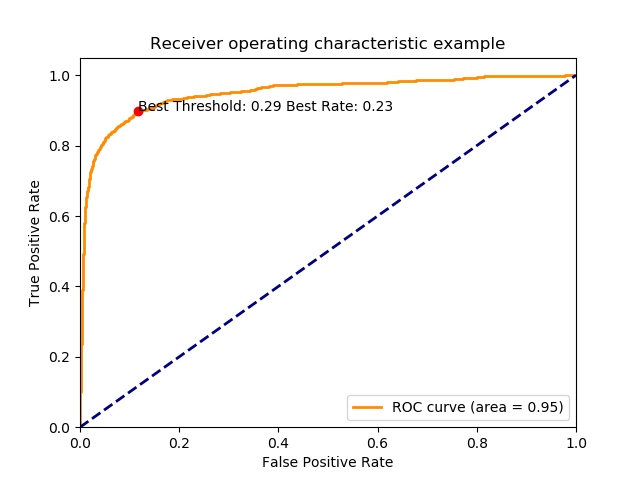 Receiver operating characteristic example
1.0
0.8
0.6
0.4
0.2
0.0
True Positive Rate
Best Threshold: 0.29 Best Rate: 0.23
ROC curve (area = 0.95)
0.0 0.2 0.4 0.6 0.8 1.0
False Positive Rate